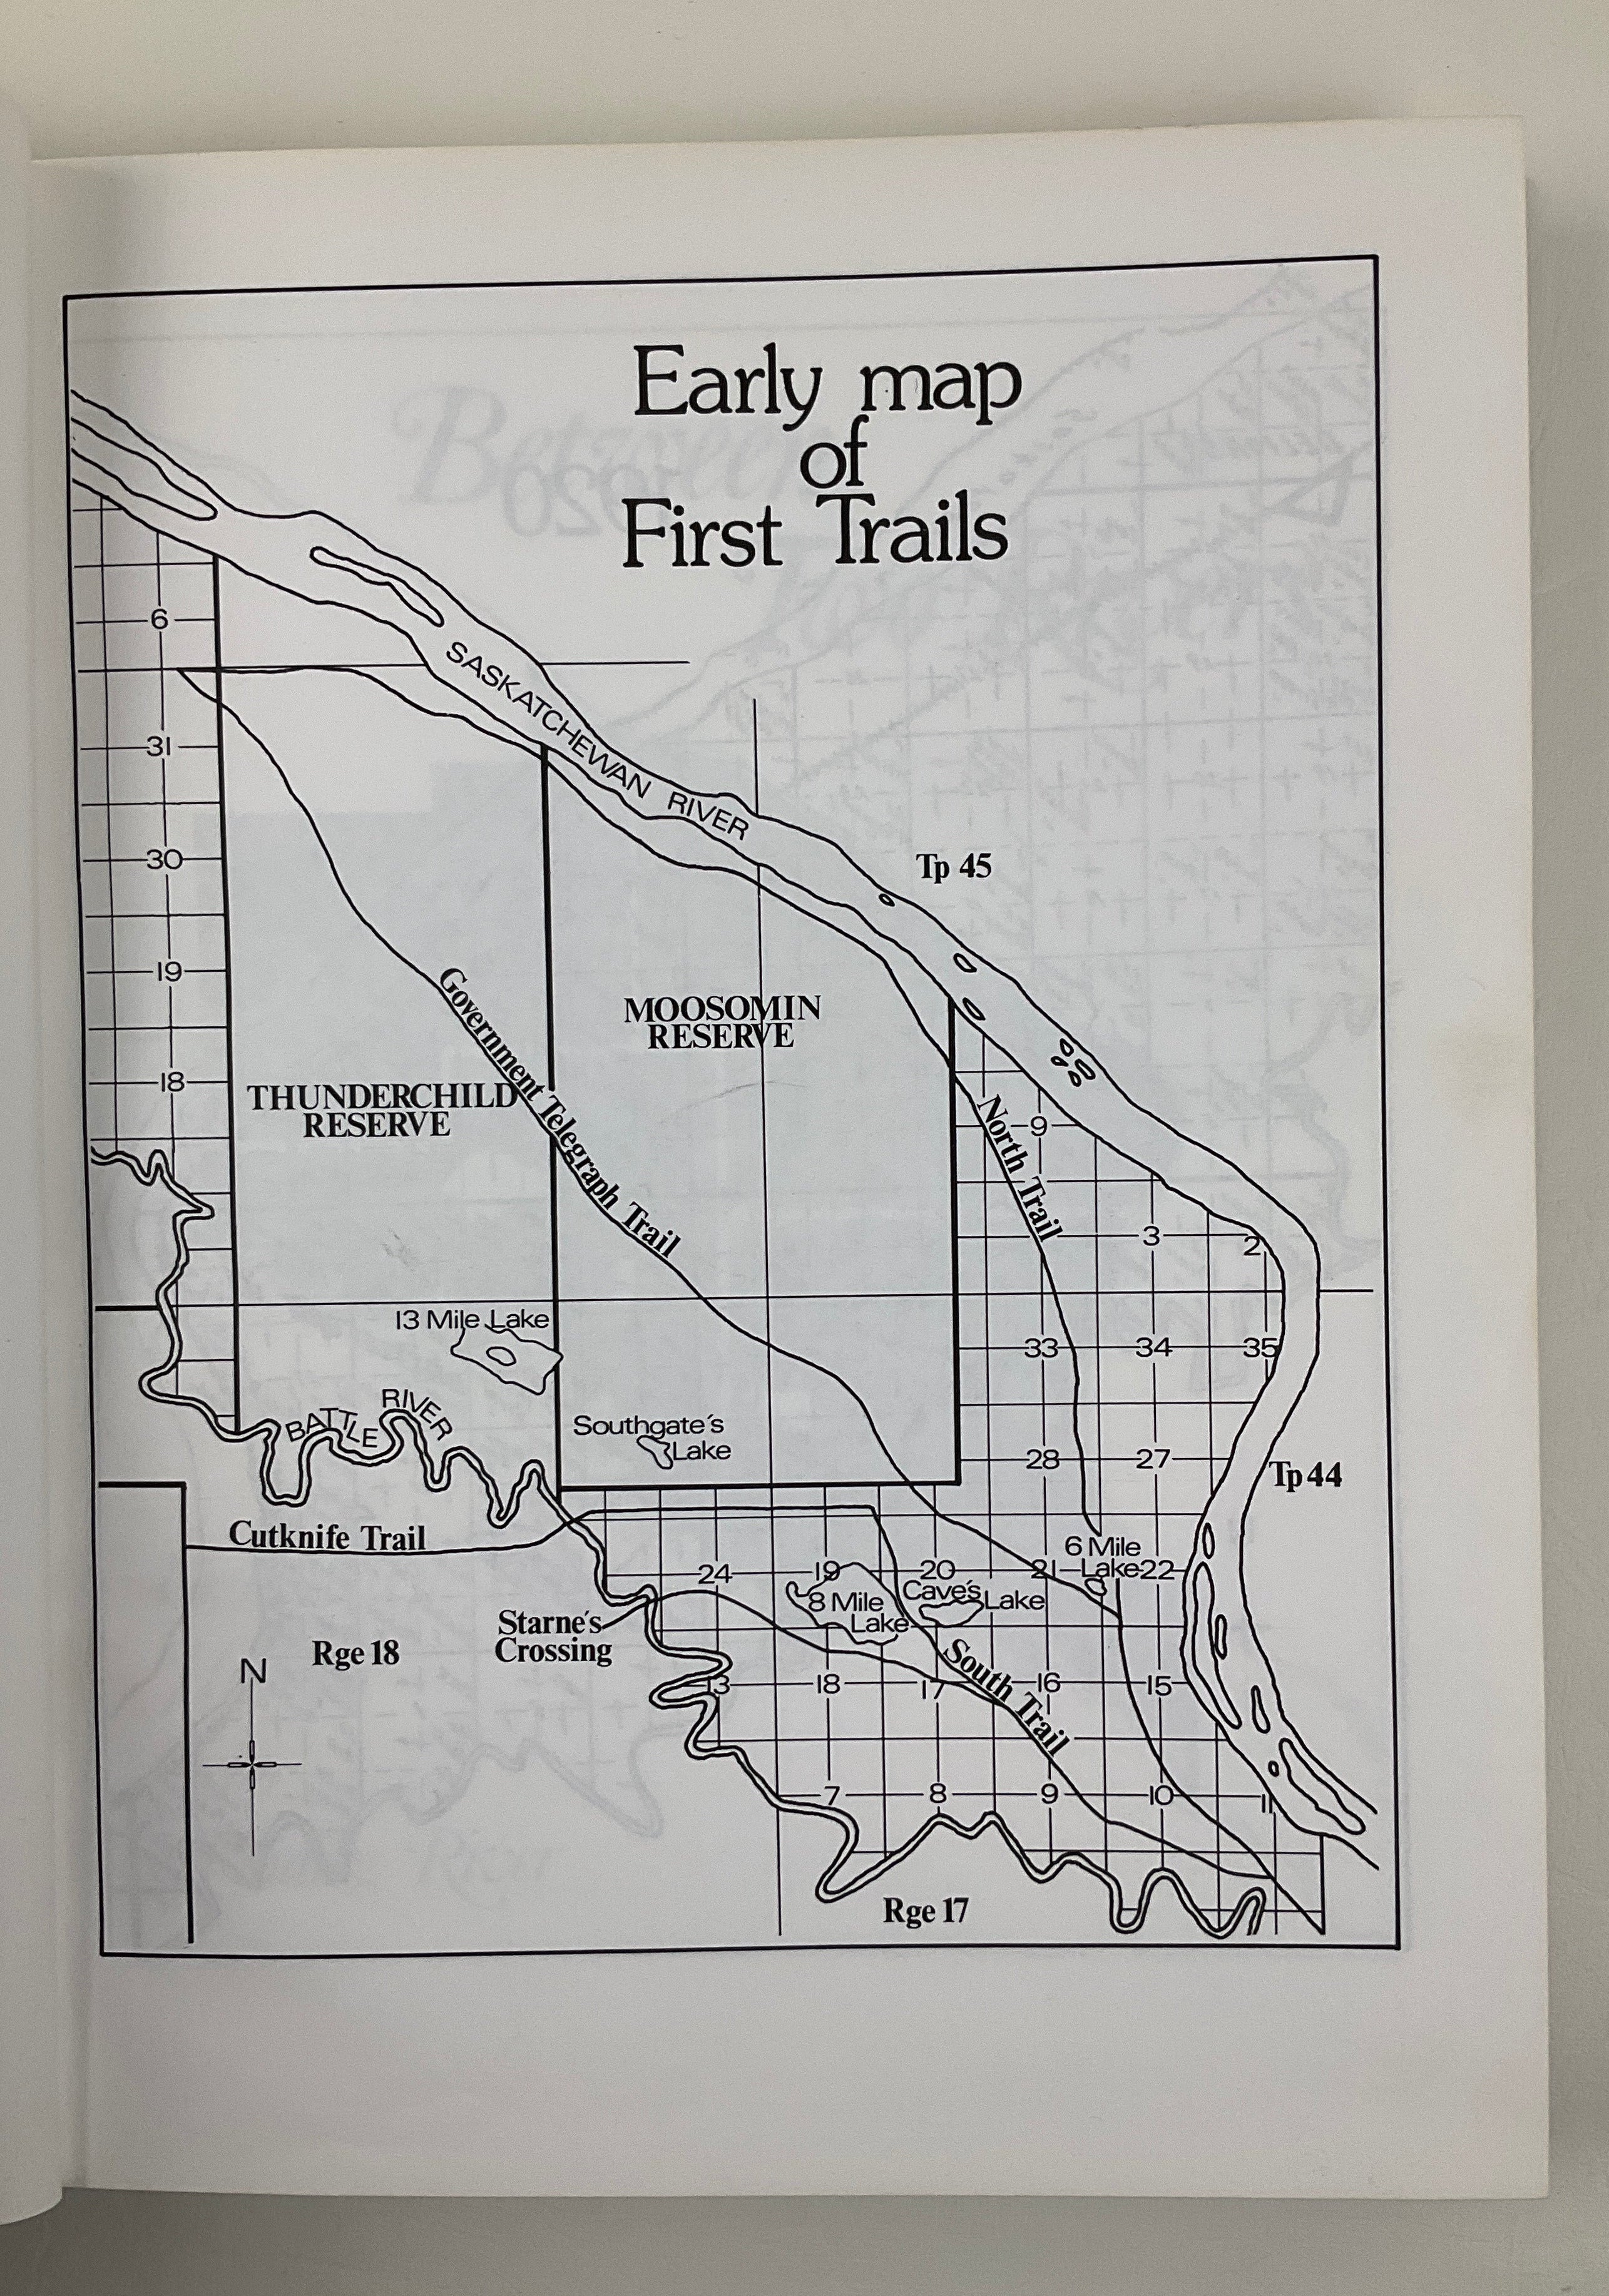 Early map
of
First Trails
6
SASKATCHEWAN RIVER
31
30
Tp 45
19
Government Telegraph Trail
MOOSOMIN
RESERVE
18
THUNDERCHILD
RESERVE
North Trail
9
3
2
13 Mile Lake
33
34
35
BATTLE RIVER
Southgate's
Lake
28
27
Tp 44
Cutknife Trail
6 Mile
Lake
24
19
20
21
22
8 Mile
Lake
Cave's
Lake
Starne's
Crossing
Rge 18
N
South Trail
13
18
17
16
15
7
8
9
10
11
Rge 17